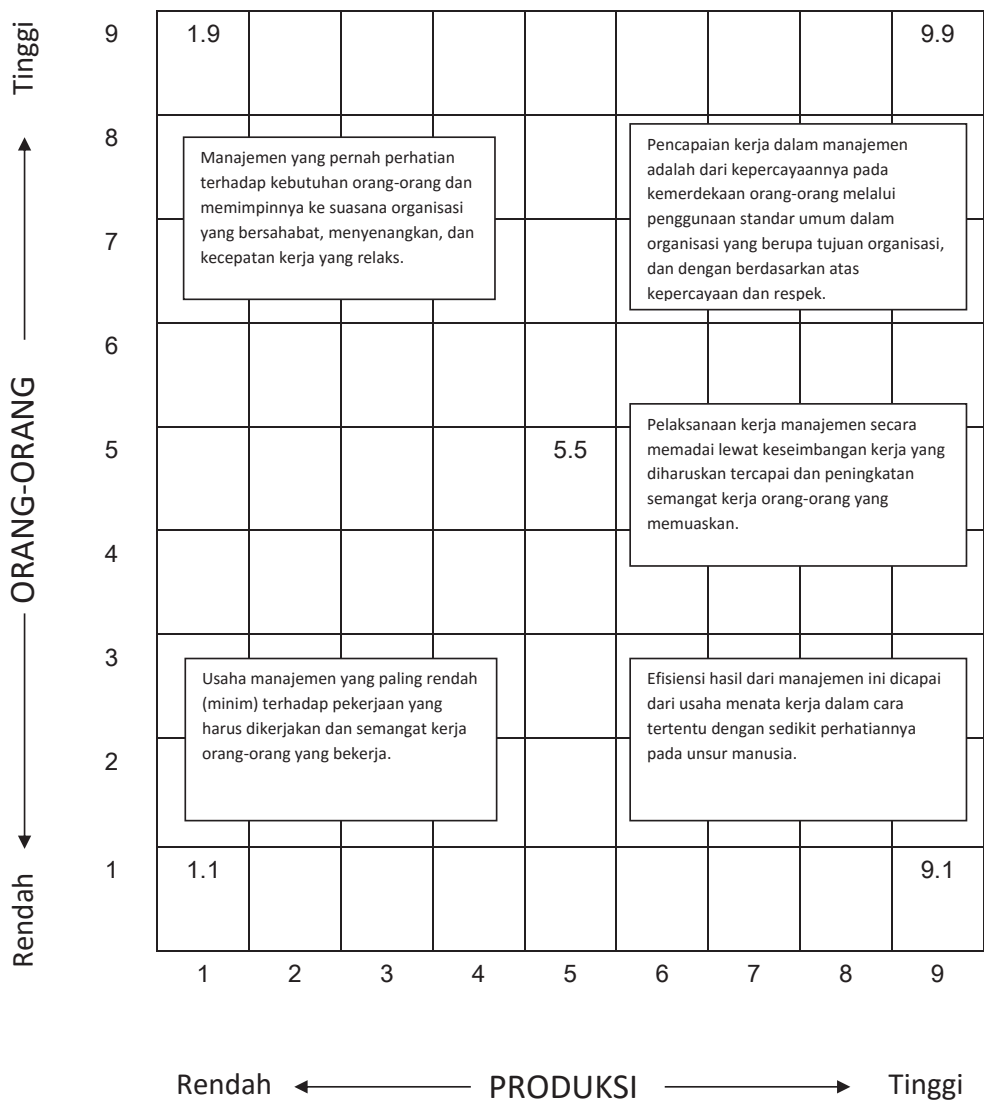 Tinggi
ORANG-ORANG
Rendah
9
1.9
9.9
8
Manajemen yang pernah perhatian
terhadap kebutuhan orang-orang dan
memimpinnya ke suasana organisasi
yang bersahabat, menyenangkan, dan
kecepatan kerja yang relaks.
Pencapaian kerja dalam manajemen
adalah dari kepercayaannya pada
kemerdekaan orang-orang melalui
penggunaan standar umum dalam
organisasi yang berupa tujuan organisasi,
dan dengan berdasarkan atas
kepercayaan dan respek.
7
6
5
5.5
Pelaksanaan kerja manajemen secara
memadai lewat keseimbangan kerja yang
diharuskan tercapai dan peningkatan
semangat kerja orang-orang yang
memuaskan.
4
3
Usaha manajemen yang paling rendah
(minim) terhadap pekerjaan yang
harus dikerjakan dan semangat kerja
orang-orang yang bekerja.
Efisiensi hasil dari manajemen ini dicapai
dari usaha menata kerja dalam cara
tertentu dengan sedikit perhatiannya
pada unsur manusia.
2
1
1.1
9.1
1 2 3 4 5 6 7 8 9
Rendah PRODUKSI Tinggi